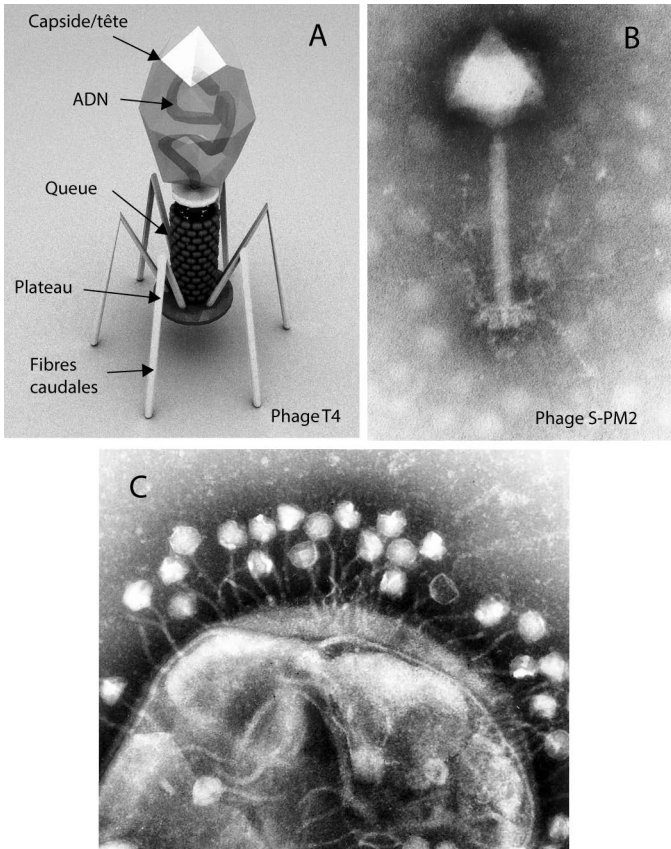 Capside/tête
A
ADN
Queue
Plateau
Fibres
caudales
Phage T4
B
Phage S-PM2
C